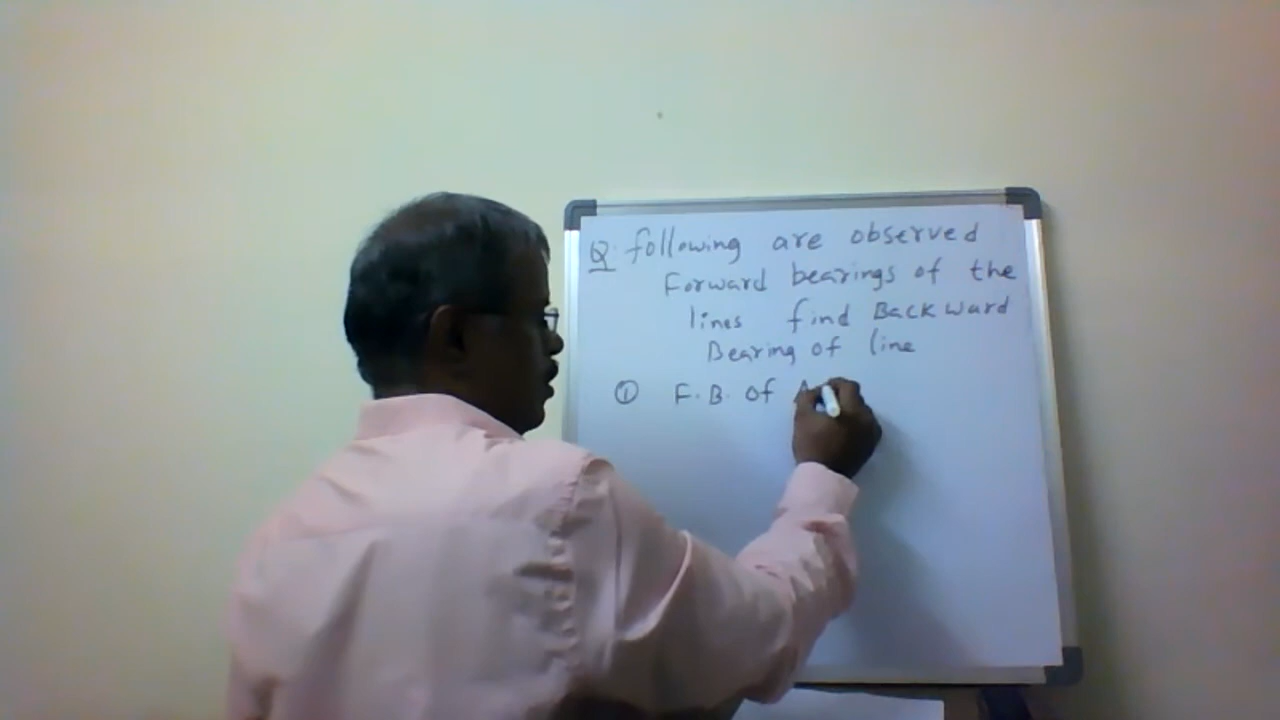 Q. following are observed
Forward bearings of the
lines find Backward
Bearing of line
① F.B. of A